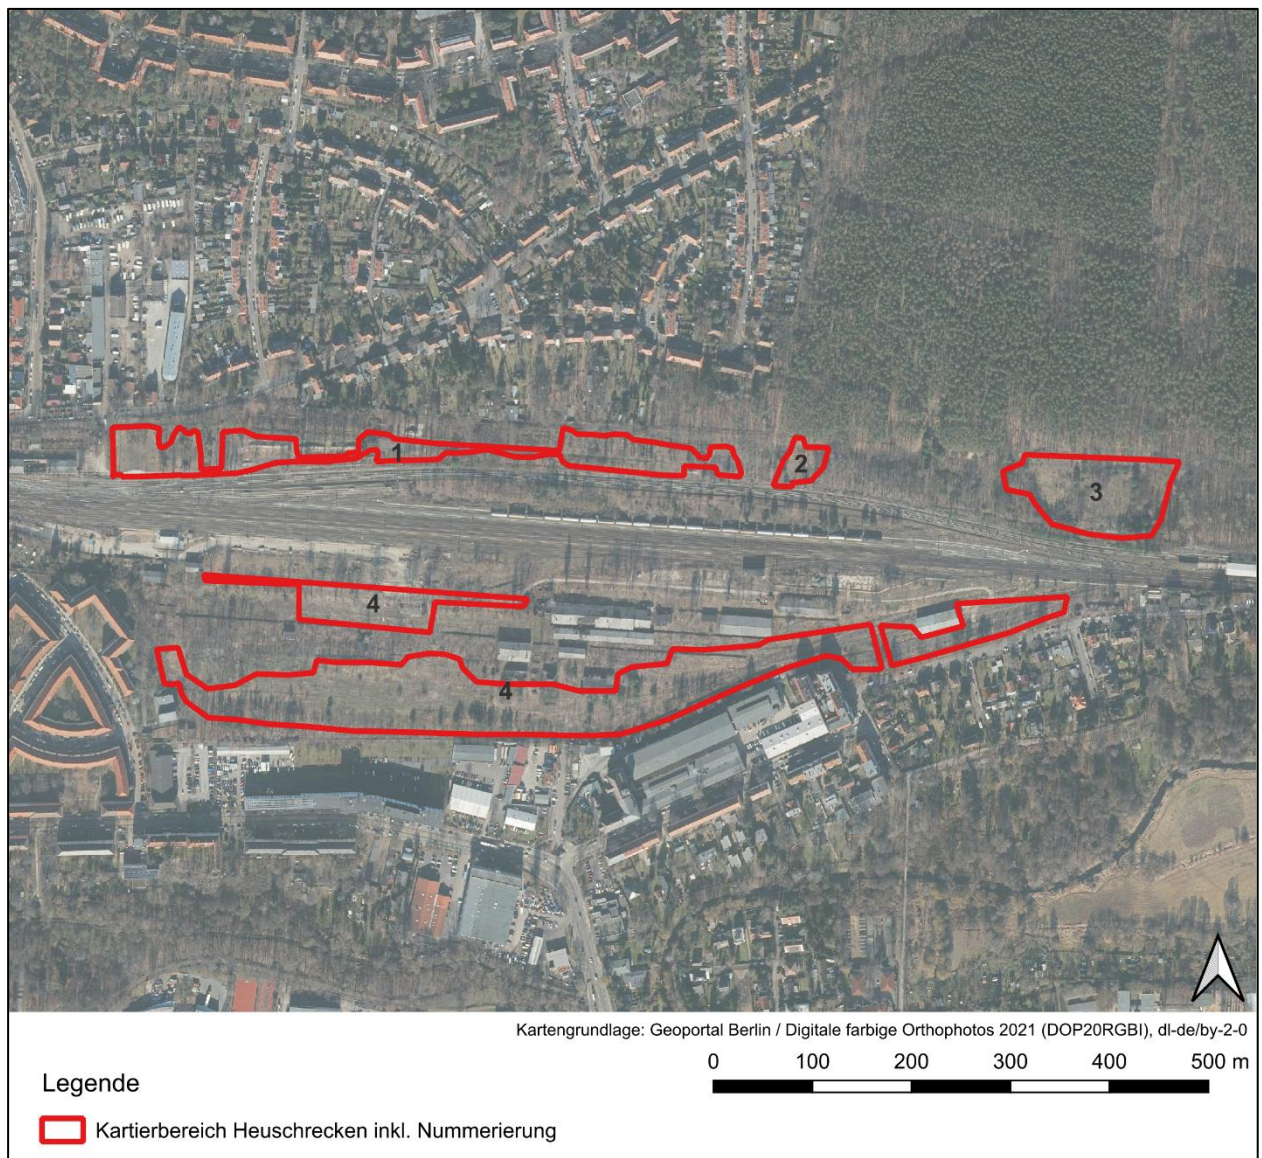 1
2
3
4
4
Kartengrundlage: Geoportal Berlin / Digitale farbige Orthophotos 2021 (DOP20RGBI), dl-de/by-2-0
0 100 200 300 400 500 m
Legende
Kartierbereich Heuschrecken inkl. Nummerierung